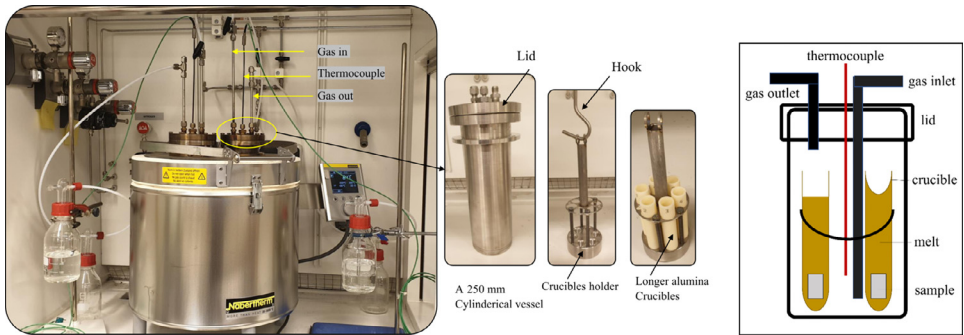 Gas in
Thermocouple
Gas out
Nabertherm
Lid
A 250 mm
Cylinderical vessel
Hook
Crucibles holder
Longer alumina
Crucibles
thermocouple
gas outlet
gas inlet
lid
crucible
melt
sample